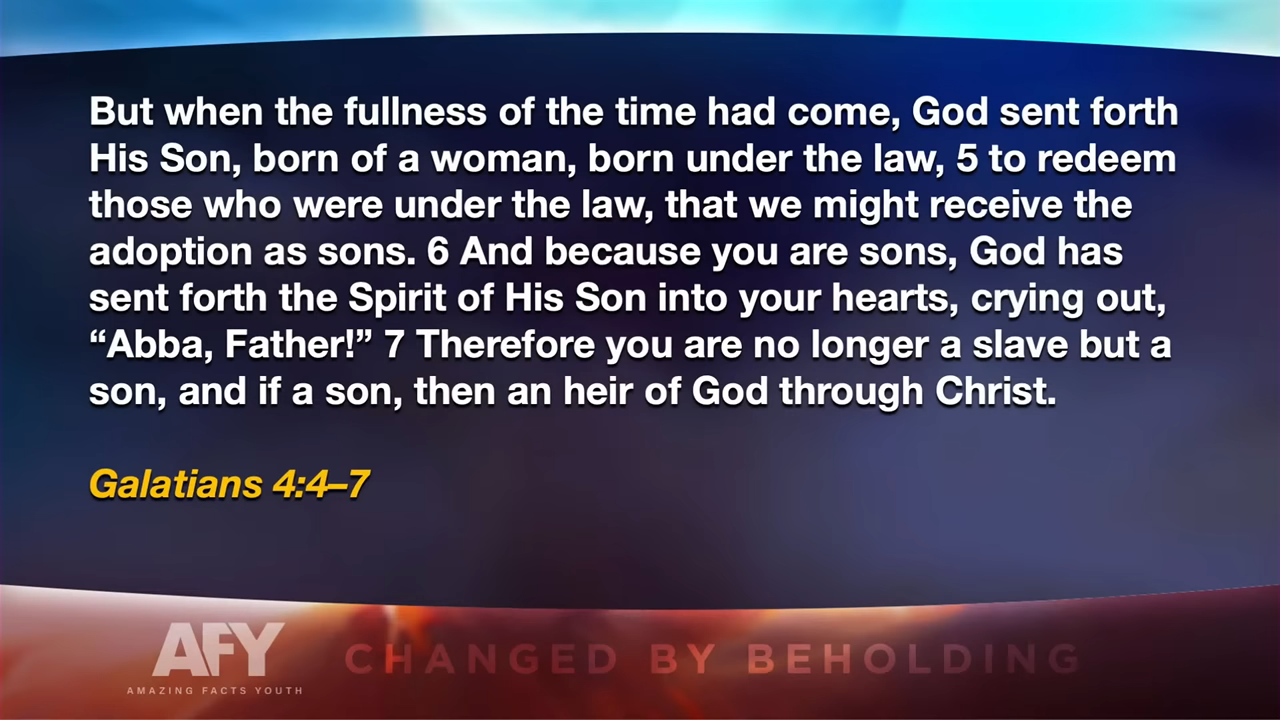 But when the fullness of the time had come, God sent forth
His Son, born of a woman, born under the law, 5 to redeem
those who were under the law, that we might receive the
adoption as sons. 6 And because you are sons, God has
sent forth the Spirit of His Son into your hearts, crying out,
“Abba, Father!” 7 Therefore you are no longer a slave but a
son, and if a son, then an heir of God through Christ.
Galatians 4:4–7
AFY
AMAZING FACTS YOUTH
CHANGED BY BEHOLDING